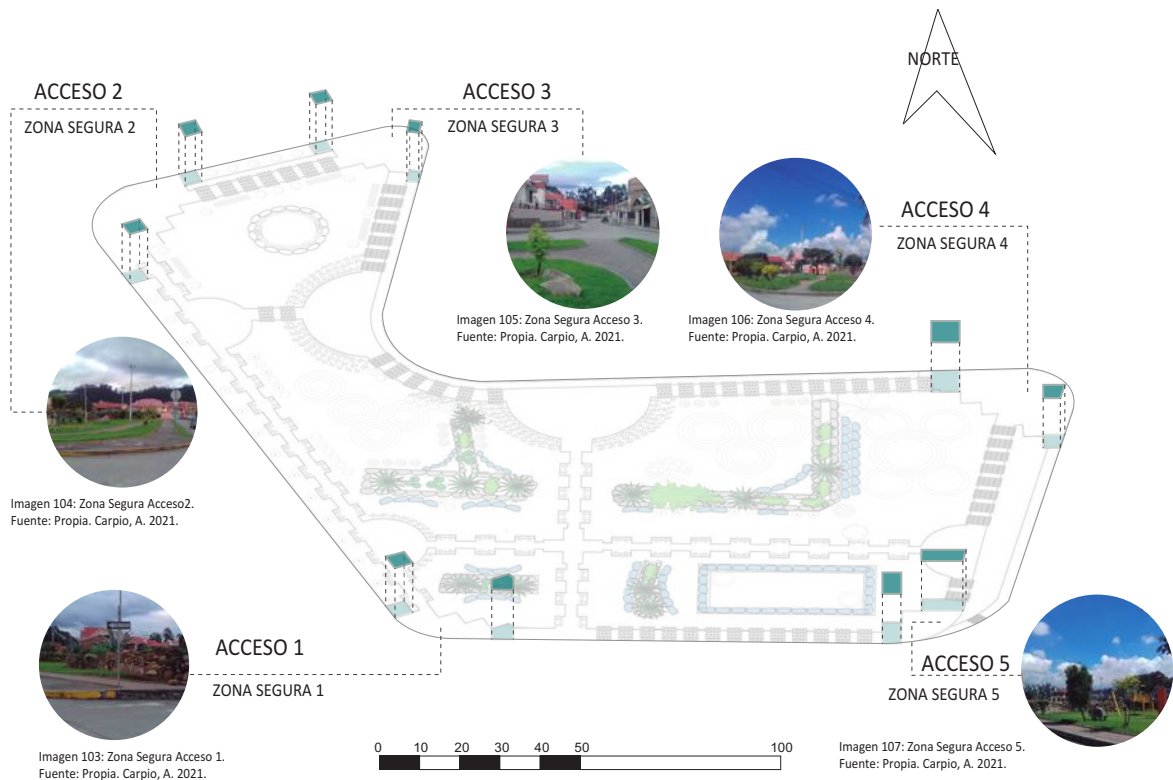 NORTE
ACCESO 2
ZONA SEGURA 2
ACCESO 3
ZONA SEGURA 3
ACCESO 4
ZONA SEGURA 4
Imagen 105: Zona Segura Acceso 3.
Fuente: Propia. Carpio, A. 2021.
Imagen 106: Zona Segura Acceso 4.
Fuente: Propia. Carpio, A. 2021.
Imagen 104: Zona Segura Acceso2.
Fuente: Propia. Carpio, A. 2021.
ACCESO 1
ZONA SEGURA 1
ACCESO 5
ZONA SEGURA 5
Imagen 103: Zona Segura Acceso 1.
Fuente: Propia. Carpio, A. 2021.
0 10 20 30 40 50 100
Imagen 107: Zona Segura Acceso 5.
Fuente: Propia. Carpio, A. 2021.